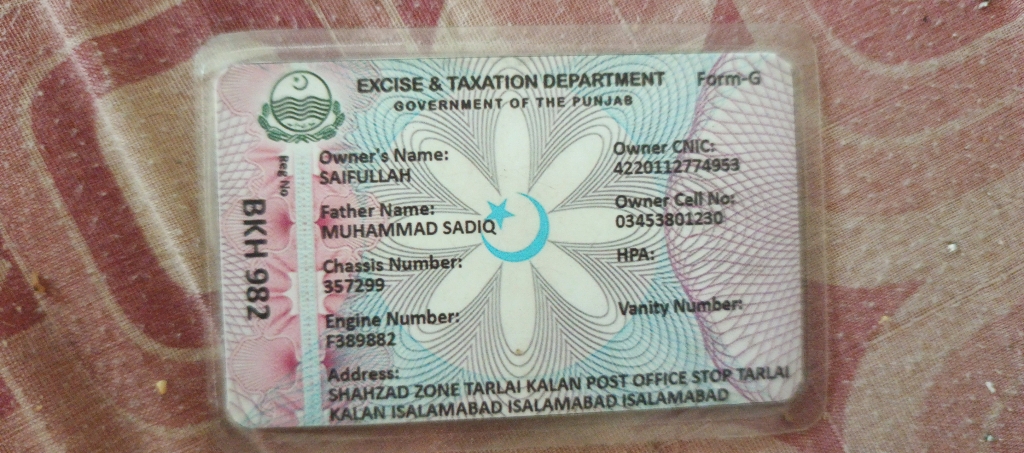 EXCISE & TAXATION DEPARTMENT Form-G
GOVERNMENT OF THE PUNJAB
Reg No
BKH 982
Owner's Name:
SAIFULLAH
Father Name:
MUHAMMAD SADIQ
Chassis Number:
357299
Engine Number:
F389882
Owner CNIC:
4220112774953
Owner Cell No:
03453801230
HPA:
Vanity Number:
Address:
SHAHZAD ZONE TARLAI KALAN POST OFFICE STOP TARLAI
KALAN ISALAMABAD ISALAMABAD ISALAMABAD